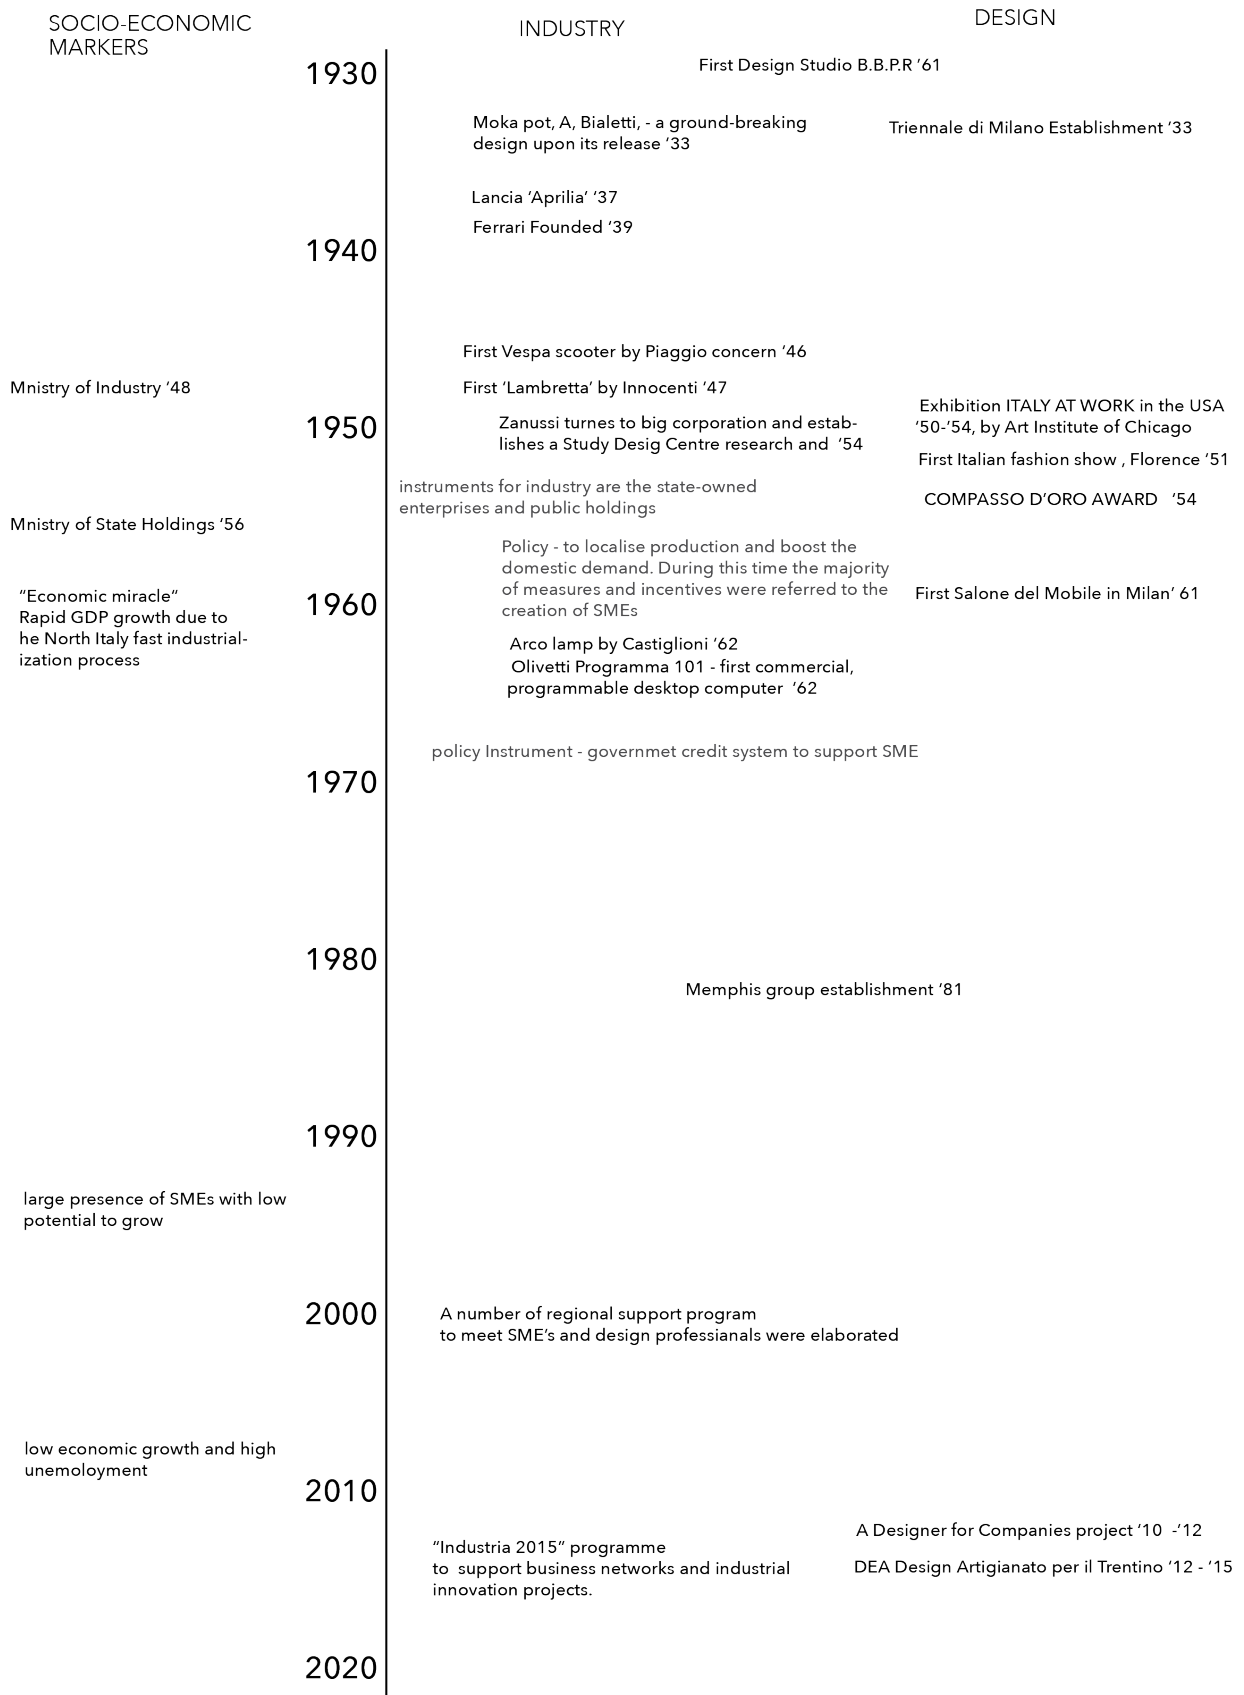 SOCIO-ECONOMIC
MARKERS
INDUSTRY
DESIGN
1930
First Design Studio B.B.P.R ‘61
Moka pot, A, Bialetti, - a ground-breaking
design upon its release ‘33
Triennale di Milano Establishment ‘33
Lancia ‘Aprilia’ ‘37
Ferrari Founded ‘39
1940
First Vespa scooter by Piaggio concern ‘46
Mnistry of Industry ‘48
First ‘Lambretta’ by Innocenti ‘47
Exhibition ITALY AT WORK in the USA
‘50-‘54, by Art Institute of Chicago
1950
Zanussi turnes to big corporation and estab-
lishes a Study Desig Centre research and  ‘54
First Italian fashion show , Florence ‘51
instruments for industry are the state-owned
enterprises and public holdings
COMPASSO D’ORO AWARD   ‘54
Mnistry of State Holdings ‘56
Policy - to localise production and boost the
domestic demand. During this time the majority
of measures and incentives were referred to the
creation of SMEs
“Economic miracle“
Rapid GDP growth due to
he North Italy fast industrial-
ization process
1960
First Salone del Mobile in Milan’ 61
Arco lamp by Castiglioni ‘62
Olivetti Programma 101 - first commercial,
programmable desktop computer  ‘62
policy Instrument - governmet credit system to support SME
1970
1980
Memphis group establishment ‘81
1990
large presence of SMEs with low
potential to grow
2000
A number of regional support program
to meet SME’s and design professianals were elaborated
low economic growth and high
unemoloyment
2010
A Designer for Companies project ‘10  -‘12
“Industria 2015” programme
to  support business networks and industrial
innovation projects.
DEA Design Artigianato per il Trentino ‘12 - ‘15
2020